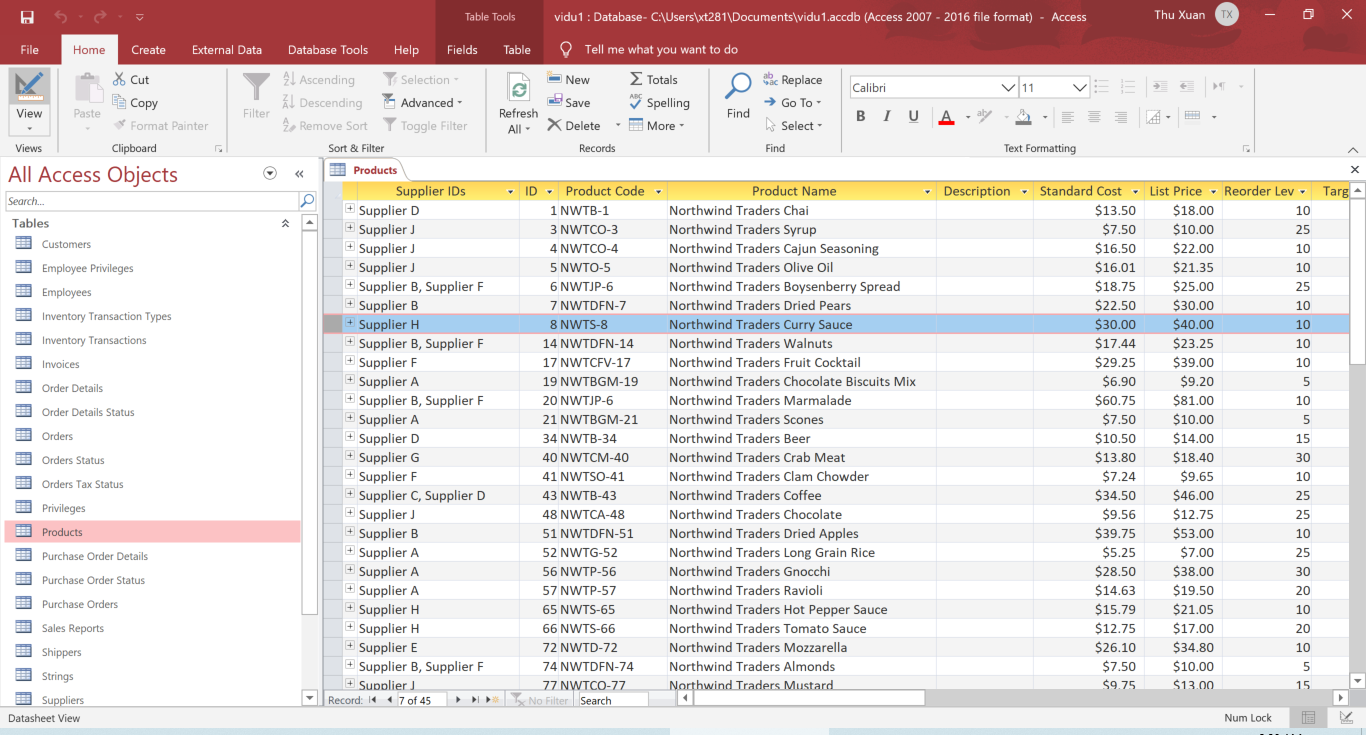 Table Tools
vidu1 : Database- C:\Users\xt281\Documents\vidu1.accdb (Access 2007 - 2016 file format) - Access
Thu Xuan TX
File Home Create External Data Database Tools Help Fields Table Tell me what you want to do
View
Views
Paste
Cut
Copy
Format Painter
Clipboard
Filter
Ascending
Descending
Remove Sort
Selection
Advanced
Toggle Filter
Sort & Filter
Refresh
All
New
Save
Delete
Totals
Spelling
More
Records
Find
Replace
Go To
Select
Find
Calibri 11
B I U A
Text Formatting
All Access Objects
Search...
Tables
Customers
Employee Privileges
Employees
Inventory Transaction Types
Inventory Transactions
Invoices
Order Details
Order Details Status
Orders
Orders Status
Orders Tax Status
Privileges
Products
Purchase Order Details
Purchase Order Status
Purchase Orders
Sales Reports
Shippers
Strings
Suppliers
Products
Supplier IDs ID Product Code Product Name Description Standard Cost List Price Reorder Lev Targ
Supplier D 1 NWTB-1 Northwind Traders Chai $13.50 $18.00 10
Supplier J 3 NWTCO-3 Northwind Traders Syrup $7.50 $10.00 25
Supplier J 4 NWTCO-4 Northwind Traders Cajun Seasoning $16.50 $22.00 10
Supplier J 5 NWTO-5 Northwind Traders Olive Oil $16.01 $21.35 10
Supplier B, Supplier F 6 NWTJP-6 Northwind Traders Boysenberry Spread $18.75 $25.00 25
Supplier B 7 NWTDFN-7 Northwind Traders Dried Pears $22.50 $30.00 10
Supplier H 8 NWTS-8 Northwind Traders Curry Sauce $30.00 $40.00 10
Supplier B, Supplier F 14 NWTDFN-14 Northwind Traders Walnuts $17.44 $23.25 10
Supplier F 17 NWTCFV-17 Northwind Traders Fruit Cocktail $29.25 $39.00 10
Supplier A 19 NWTBGM-19 Northwind Traders Chocolate Biscuits Mix $6.90 $9.20 5
Supplier B, Supplier F 20 NWTJP-6 Northwind Traders Marmalade $60.75 $81.00 10
Supplier A 21 NWTBGM-21 Northwind Traders Scones $7.50 $10.00 5
Supplier D 34 NWTB-34 Northwind Traders Beer $10.50 $14.00 15
Supplier G 40 NWTCM-40 Northwind Traders Crab Meat $13.80 $18.40 30
Supplier F 41 NWTSO-41 Northwind Traders Clam Chowder $7.24 $9.65 10
Supplier C, Supplier D 43 NWTB-43 Northwind Traders Coffee $34.50 $46.00 25
Supplier J 48 NWTCA-48 Northwind Traders Chocolate $9.56 $12.75 25
Supplier B 51 NWTDFN-51 Northwind Traders Dried Apples $39.75 $53.00 10
Supplier A 52 NWTG-52 Northwind Traders Long Grain Rice $5.25 $7.00 25
Supplier A 56 NWTP-56 Northwind Traders Gnocchi $28.50 $38.00 30
Supplier A 57 NWTP-57 Northwind Traders Ravioli $14.63 $19.50 20
Supplier H 65 NWTS-65 Northwind Traders Hot Pepper Sauce $15.79 $21.05 10
Supplier H 66 NWTS-66 Northwind Traders Tomato Sauce $12.75 $17.00 20
Supplier E 72 NWTD-72 Northwind Traders Mozzarella $26.10 $34.80 10
Supplier B, Supplier F 74 NWTDFN-74 Northwind Traders Almonds $7.50 $10.00 5
Supplier J 77 NWTCO-77 Northwind Traders Mustard $9.75 $13.00 15
Record: 7 of 45 No Filter Search
Datasheet View Num Lock